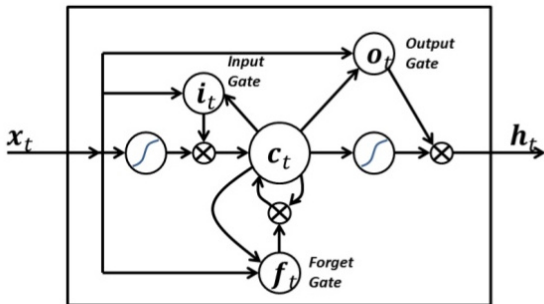 o_t
Output
Gate
Input
Gate
i_t
x_t
c_t
h_t
f_t
Forget
Gate